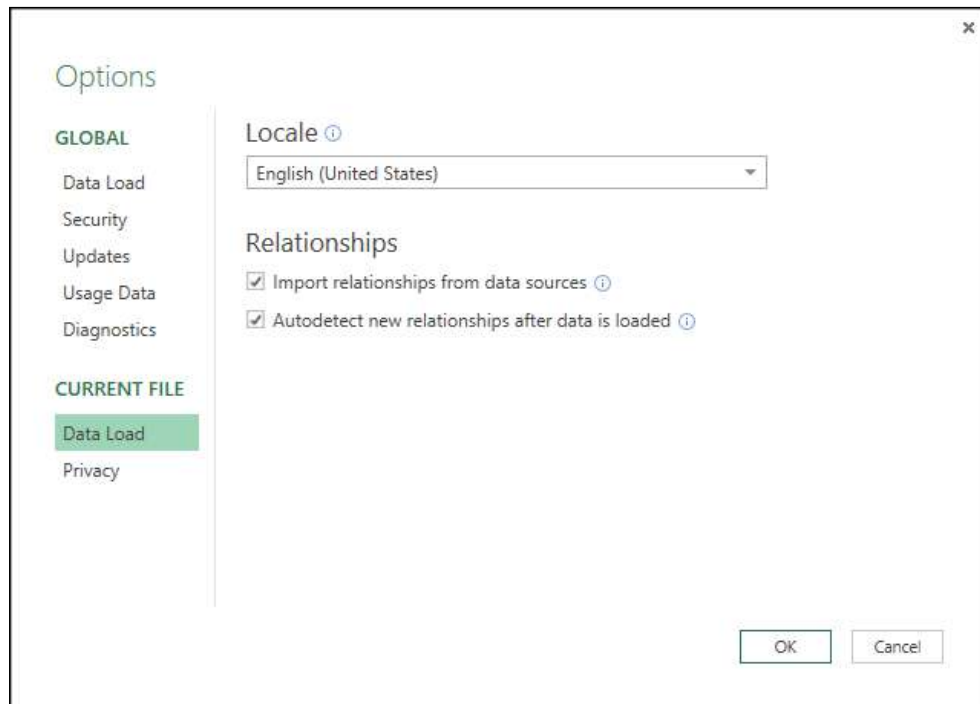 Options
GLOBAL
Data Load
Security
Updates
Usage Data
Diagnostics
CURRENT FILE
Data Load
Privacy
Locale
English (United States)
Relationships
Import relationships from data sources
Autodetect new relationships after data is loaded
OK
Cancel